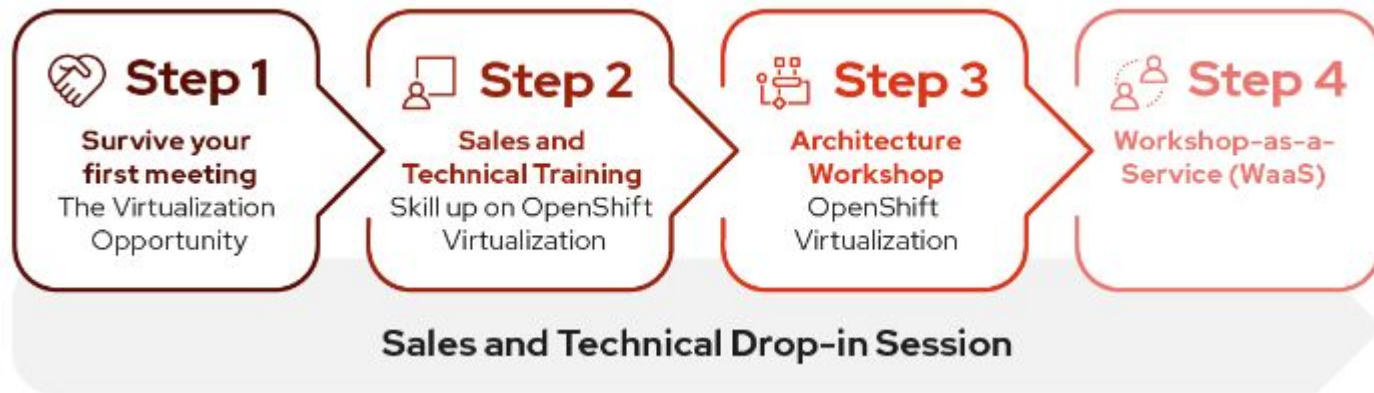 Step 1
Survive your
first meeting
The Virtualization
Opportunity
Step 2
Sales and
Technical Training
Skill up on OpenShift
Virtualization
Step 3
Architecture
Workshop
OpenShift
Virtualization
Step 4
Workshop-as-a-
Service (WaaS)
Sales and Technical Drop-in Session